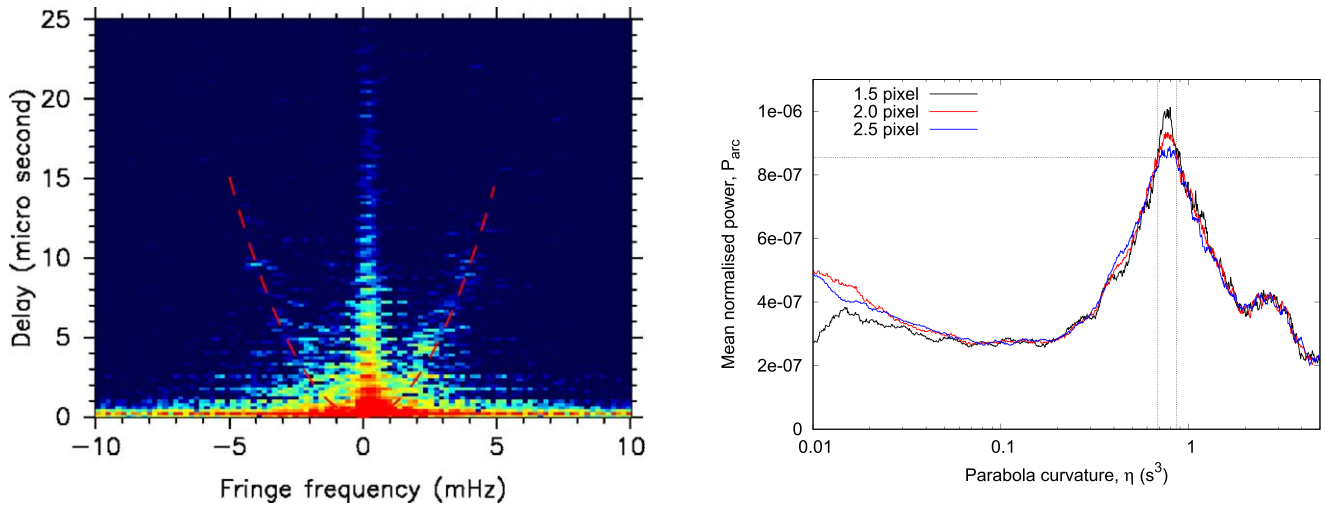 25
20
15
10
5
0
Delay (micro second)
−10
−5
0
5
10
Fringe frequency (mHz)
1.5 pixel
2.0 pixel
2.5 pixel
1e-06
8e-07
6e-07
4e-07
2e-07
0
Mean normalised power, Parc
0.01
0.1
1
Parabola curvature, η (s³)